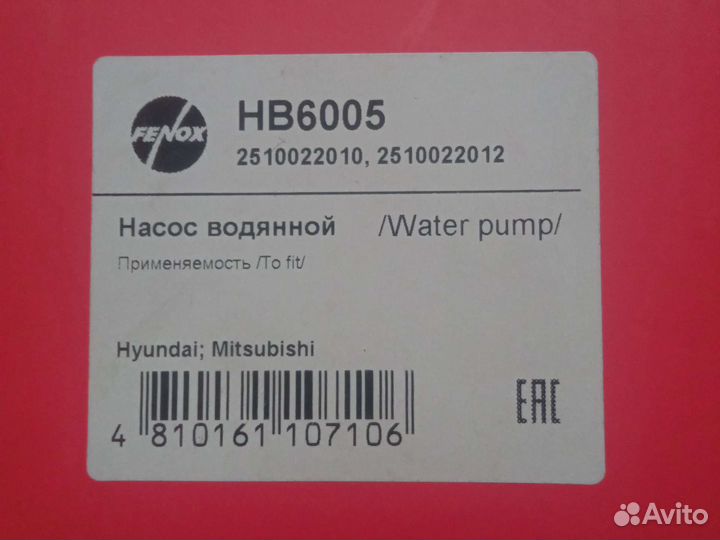 FENOX
HB6005
2510022010, 2510022012
Насос водянной /Water pump/
Применяемость /To fit/
Hyundai; Mitsubishi
4 810161 107106
EAC
Avito